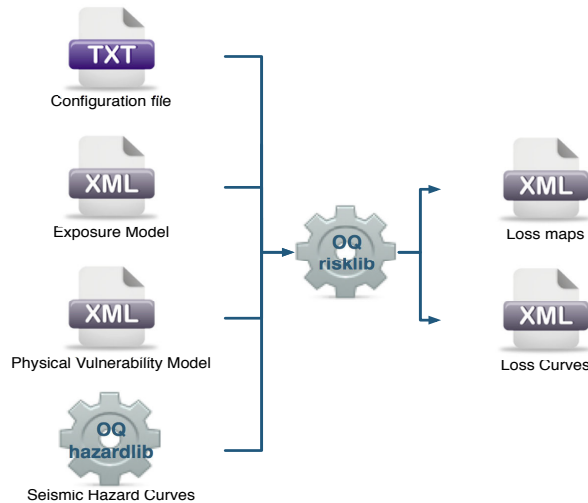 TXT
Configuration file
XML
Exposure Model
XML
Physical Vulnerability Model
OQ
hazardlib
Seismic Hazard Curves
OQ
risklib
XML
Loss maps
XML
Loss Curves